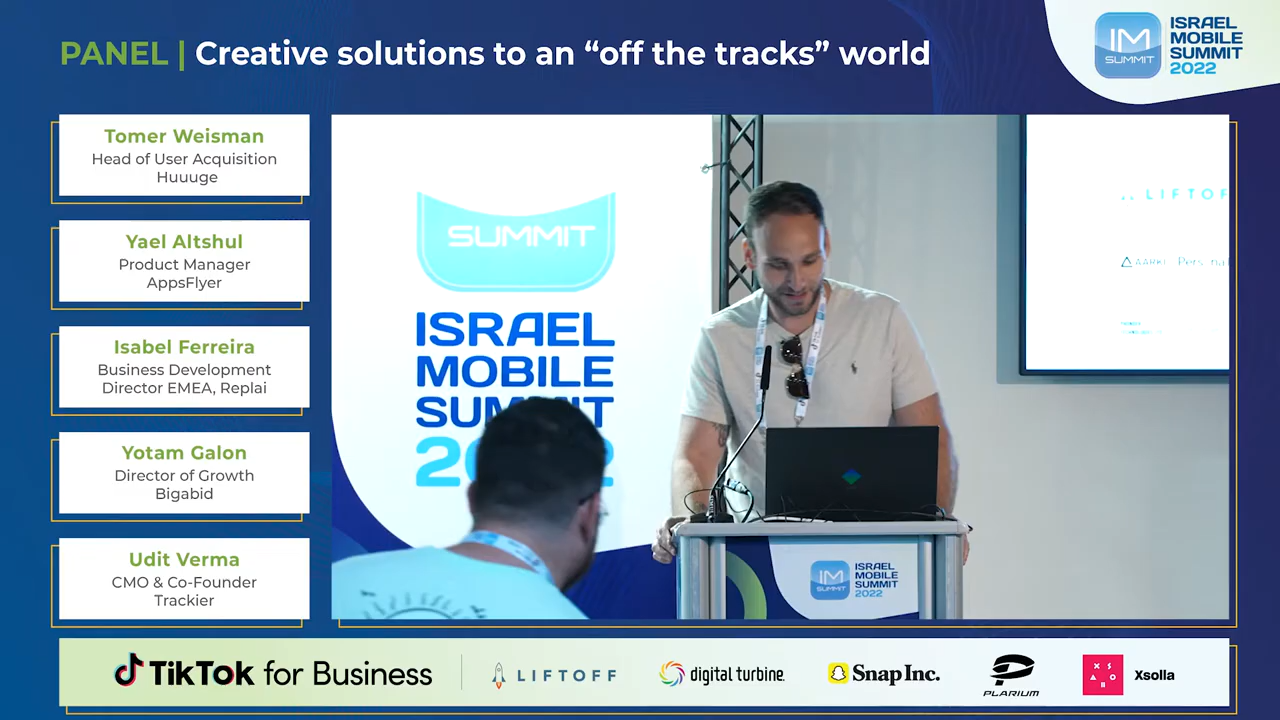 PANEL | Creative solutions to an “off the tracks” world
IM
SUMMIT
ISRAEL
MOBILE
SUMMIT
2022
Tomer Weisman
Head of User Acquisition
Huuuge
Yael Altshul
Product Manager
AppsFlyer
Isabel Ferreira
Business Development
Director EMEA, Replai
Yotam Galon
Director of Growth
Bigabid
Udit Verma
CMO & Co-Founder
Trackier
SUMMIT
ISRAEL
MOBILE
LIFTOF
AARKI
IM
SUMMIT
ISRAEL
MOBILE
SUMMIT
2022
TikTok for Business
LIFTOFF
digital turbine
Snap Inc.
PLARIUM
XSOLLA
Xsolla